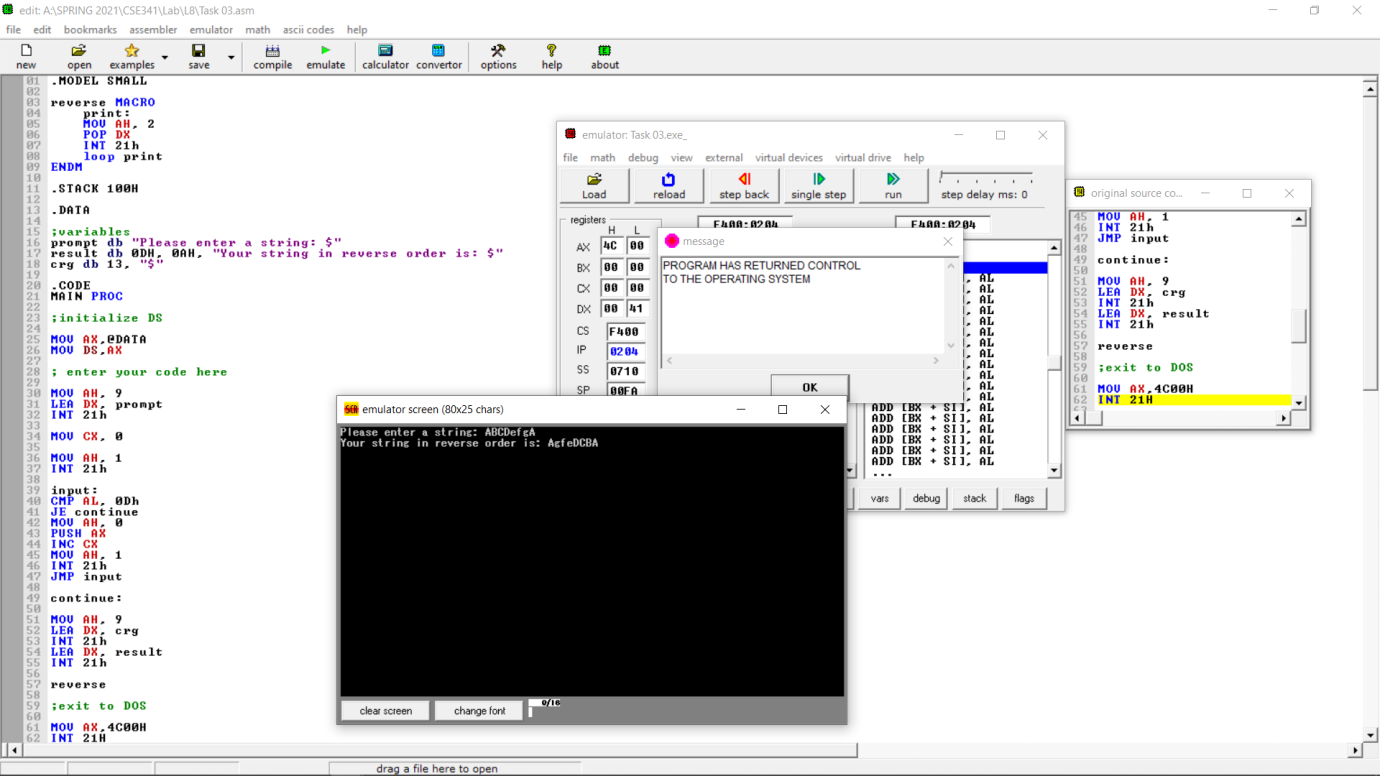 edit: A:\SPRING 2021\CSE341\Lab\L8\Task 03.asm
file edit bookmarks assembler emulator math ascii codes help
new open examples save compile emulate calculator convertor options help about
01 .MODEL SMALL
02
03 reverse MACRO
04 print:
05 MOV AH, 2
06 POP DX
07 INT 21h
08 loop print
09 ENDM
10
11 .STACK 100H
12
13 .DATA
14
15 ;variables
16 prompt db "Please enter a string: $"
17 result db 0DH, 0AH, "Your string in reverse order is: $"
18 crg db 13, "$"
19
20 .CODE
21 MAIN PROC
22
23 ;initialize DS
24
25 MOV AX,@DATA
26 MOV DS,AX
27
28 ; enter your code here
29
30 MOV AH, 9
31 LEA DX, prompt
32 INT 21h
33
34 MOV CX, 0
35
36 MOV AH, 1
37 INT 21h
38
39 input:
40 CMP AL, 0Dh
41 JE continue
42 MOV AH, 0
43 PUSH AX
44 INC CX
45 MOV AH, 1
46 INT 21h
47 JMP input
48
49 continue:
50
51 MOV AH, 9
52 LEA DX, crg
53 INT 21h
54 LEA DX, result
55 INT 21h
56
57 reverse
58
59 ;exit to DOS
60
61 MOV AX,4C00H
62 INT 21H
drag a file here to open
emulator: Task 03.exe_
file math debug view external virtual devices virtual drive help
Load reload step back single step run step delay ms: 0
registers
F400:0204 F400:0204
H L
AX 4C 00
BX 00 00
CX 00 00
DX 00 41
CS F400
IP 0204
SS 0710
SP 00FA
, AL
, AL
, AL
, AL
, AL
, AL
, AL
, AL
, AL
, AL
, AL
, AL
ADD [BX + SI], AL
ADD [BX + SI], AL
ADD [BX + SI], AL
ADD [BX + SI], AL
ADD [BX + SI], AL
ADD [BX + SI], AL
...
vars debug stack flags
message
PROGRAM HAS RETURNED CONTROL
TO THE OPERATING SYSTEM
OK
emulator screen (80x25 chars)
Please enter a string: ABCDefgA
Your string in reverse order is: AgfeDCBA
clear screen change font 0/16
original source co...
45 MOV AH, 1
46 INT 21h
47 JMP input
48
49 continue:
50
51 MOV AH, 9
52 LEA DX, crg
53 INT 21h
54 LEA DX, result
55 INT 21h
56
57 reverse
58
59 ;exit to DOS
60
61 MOV AX,4C00H
62 INT 21H